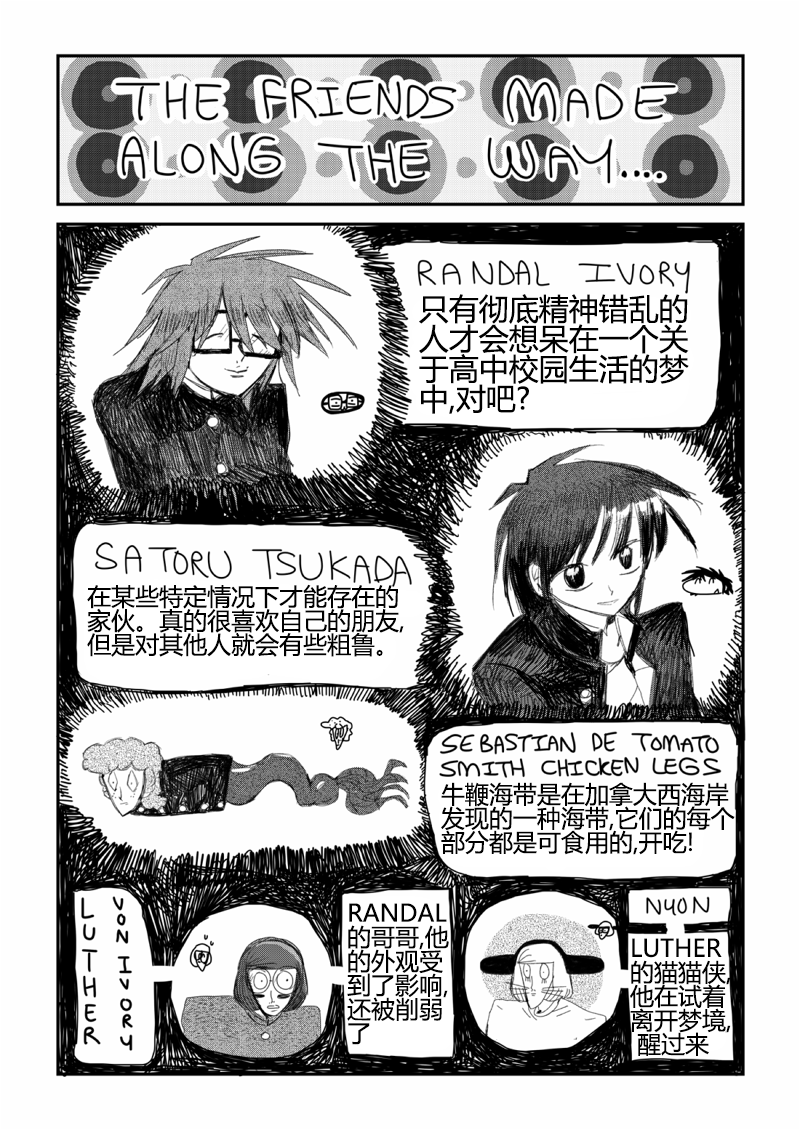 THE FRIENDS MADE
ALONG THE WAY....
RANDAL IVORY
只有彻底精神错乱的
人才会想呆在一个关
于高中校园生活的梦
中,对吧?
SATORU TSUKADA
在某些特定情况下才能存在的
家伙。真的很喜欢自己的朋友,
但是对其他人就会有些粗鲁。
SEBASTIAN DE TOMATO
SMITH CHICKEN LEGS
牛鞭海带是在加拿大西海岸
发现的一种海带,它们的每个
部分都是可食用的,开吃!
LUTHER
VON IVORY
RANDAL
的哥哥,他
的外观受
到了影响,
还被削弱
了
NYON
LUTHER
的猫猫侠,
他在试着
离开梦境,
醒过来